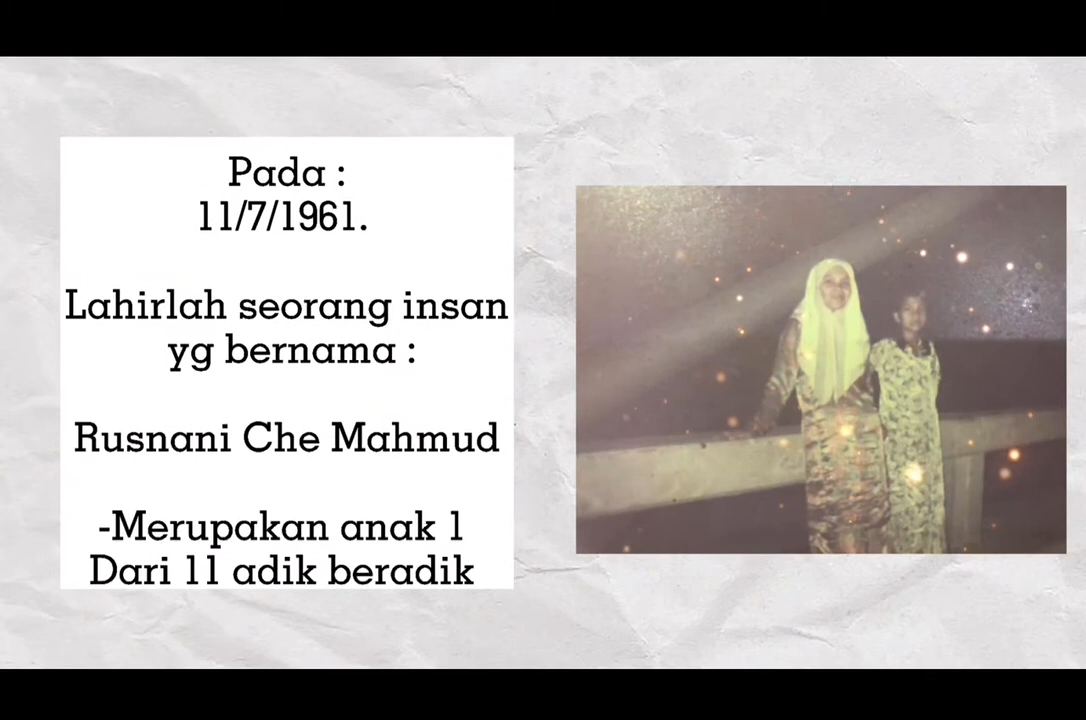 Pada :
11/7/1961.
Lahirlah seorang insan
yg bernama :
Rusnani Che Mahmud
-Merupakan anak 1
Dari 11 adik beradik